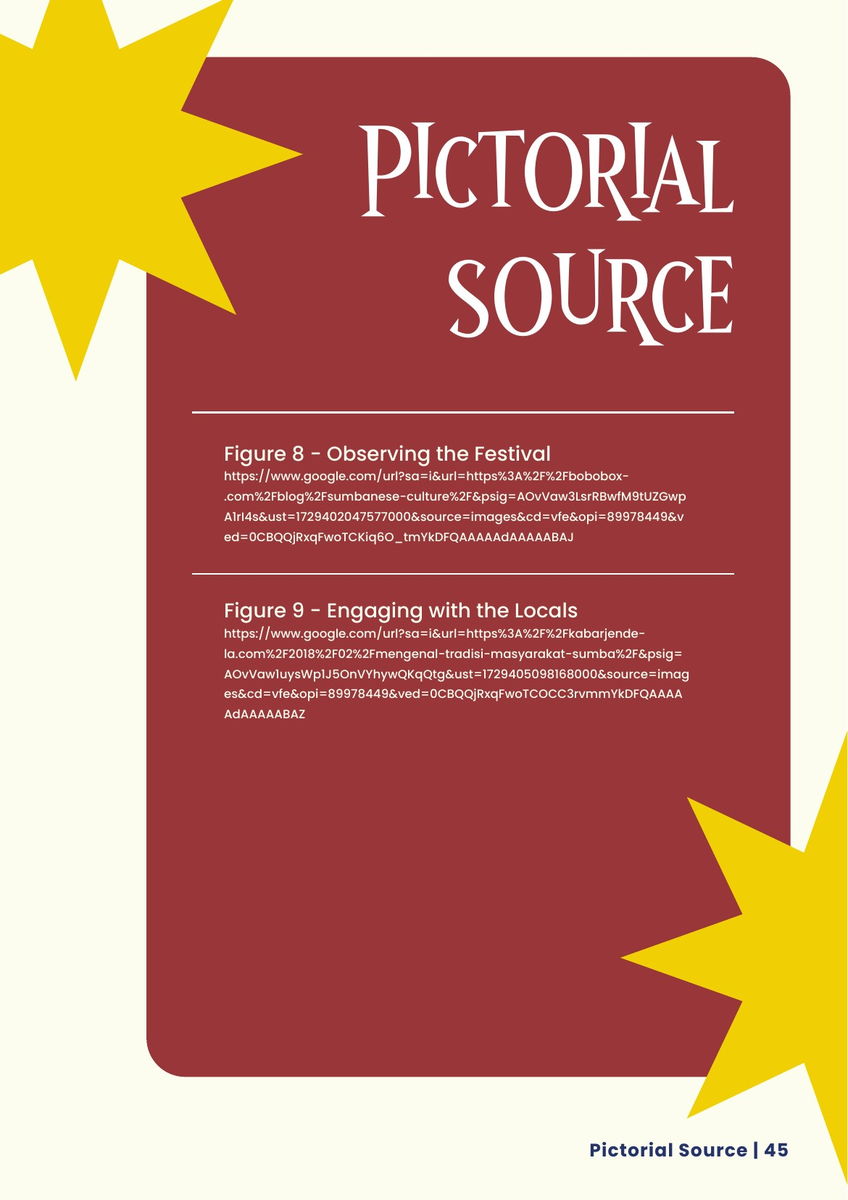 PICTORIAL
SOURCE
Figure 8 - Observing the Festival
https://www.google.com/url?sa=i&url=https%3A%2F%2Fbobobox-
.com%2Fblog%2Fsumbanese-culture%2F&psig=AOvVaw3LsrRBwfM9tUZGwp
A1rI4s&ust=1729402047577000&source=images&cd=vfe&opi=89978449&v
ed=0CBQQjRxqFwoTCKiq6O_tmYkDFQAAAAAdAAAAABAJ
Figure 9 - Engaging with the Locals
https://www.google.com/url?sa=i&url=https%3A%2F%2Fkabarjende-
la.com%2F2018%2F02%2Fmengenal-tradisi-masyarakat-sumba%2F&psig=
AOvVaw1uysWp1J5OnVYhywQKqQtg&ust=1729405098168000&source=imag
es&cd=vfe&opi=89978449&ved=0CBQQjRxqFwoTCOCC3rvmmYkDFQAAAA
AdAAAAABAZ
Pictorial Source | 45